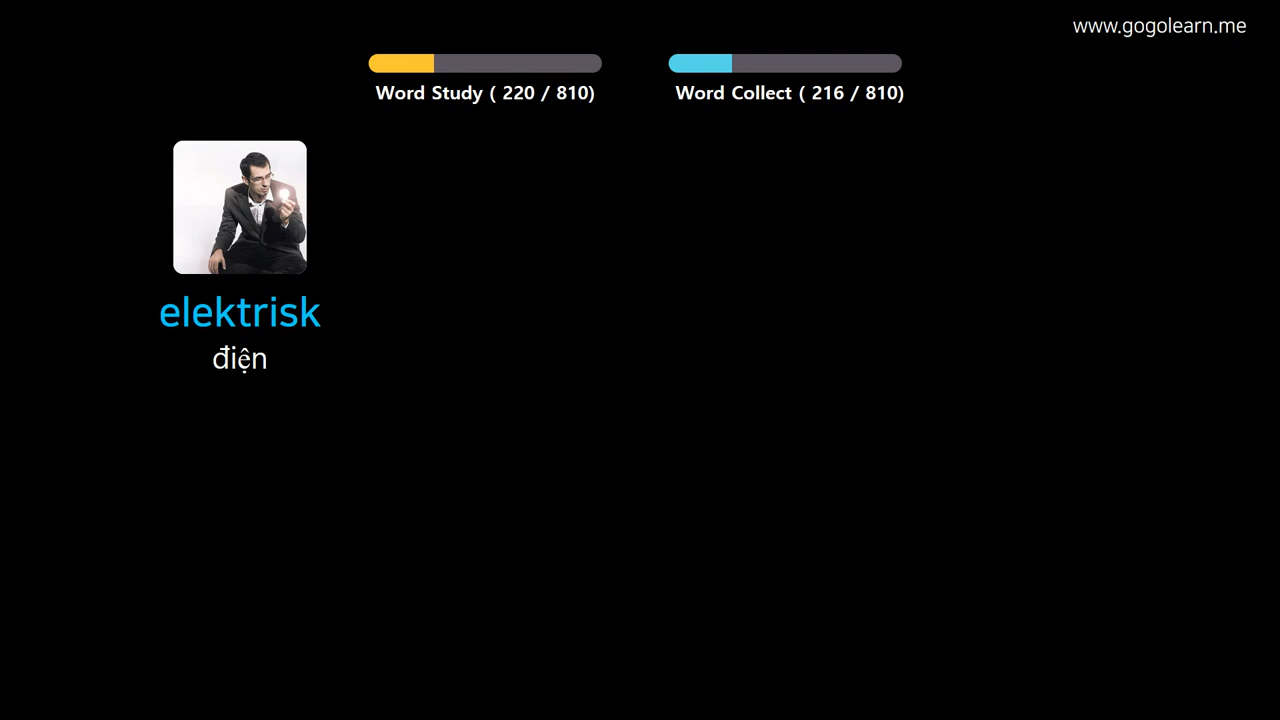 www.gogolearn.me
Word Study ( 220 / 810)
Word Collect ( 216 / 810)
elektrisk
điện